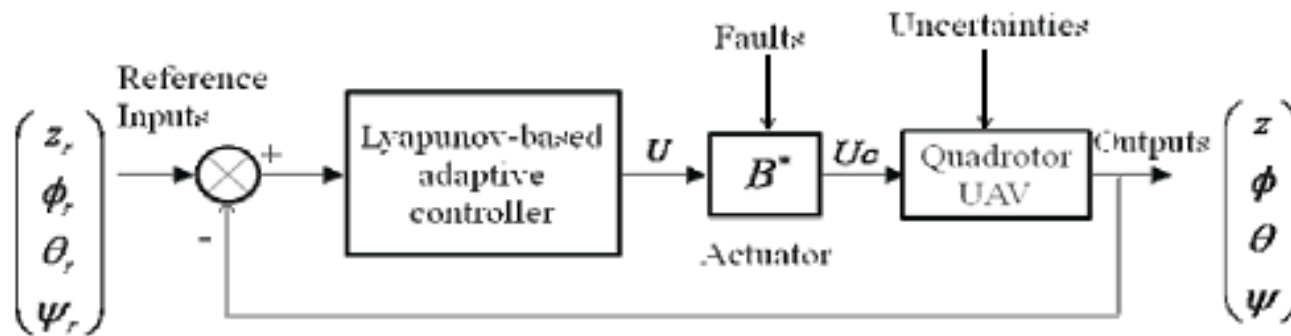 Reference
Inputs
z_r
ϕ_r
θ_r
ψ_r
+
-
Lyapunov-based
adaptive
controller
U
Faults
B*
Actuator
Uc
Uncertainties
Quadrotor
UAV
Outputs
z
ϕ
θ
ψ